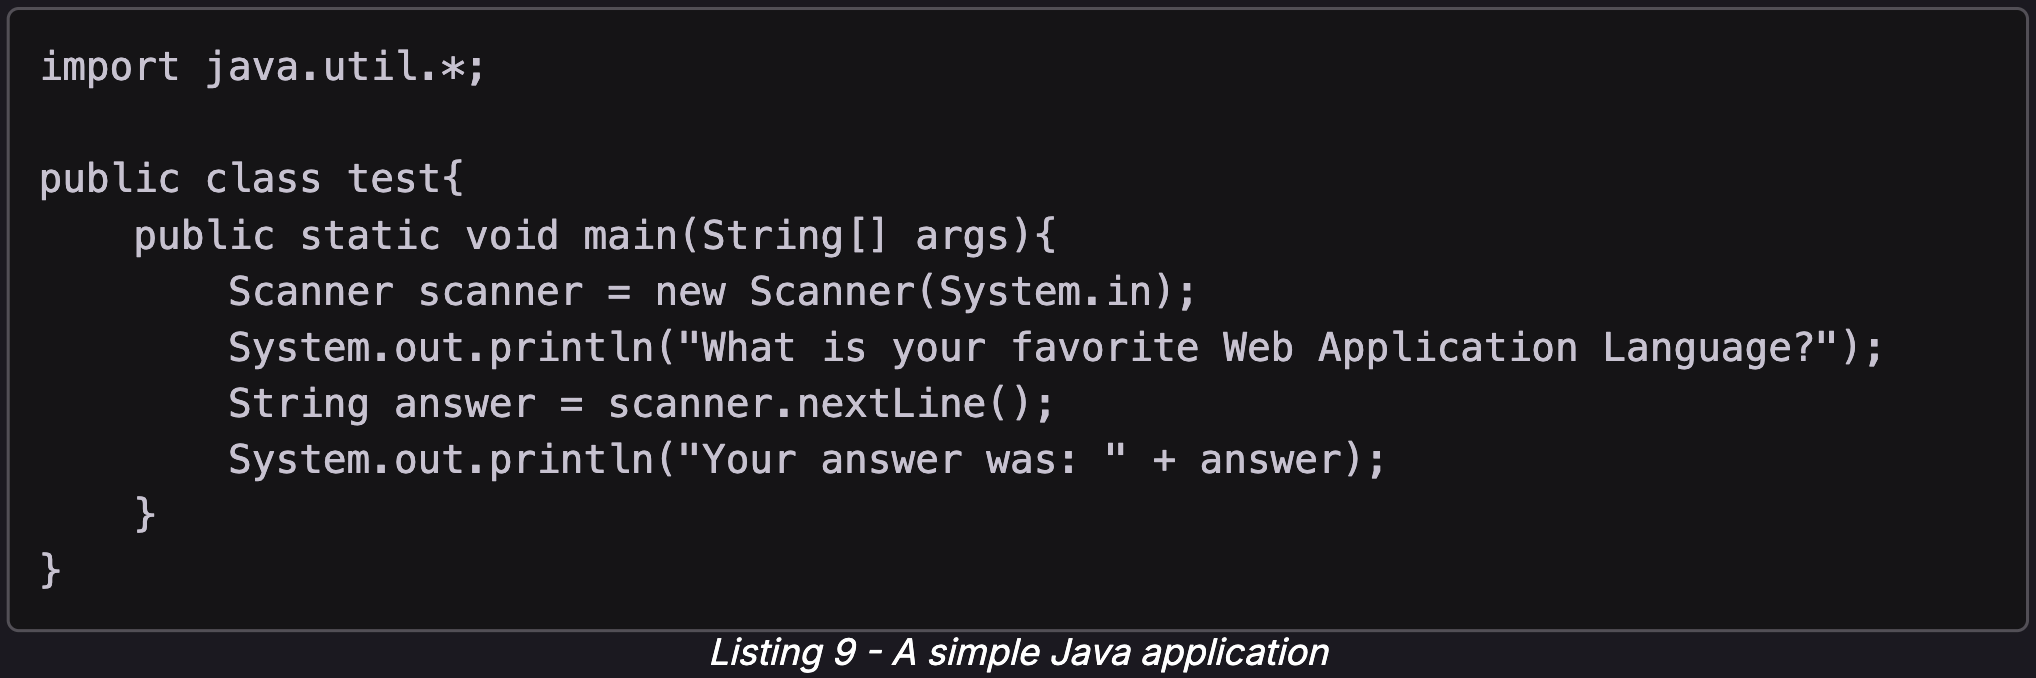 import java.util.*;

public class test{
    public static void main(String[] args){
        Scanner scanner = new Scanner(System.in);
        System.out.println("What is your favorite Web Application Language?");
        String answer = scanner.nextLine();
        System.out.println("Your answer was: " + answer);
    }
}
Listing 9 - A simple Java application